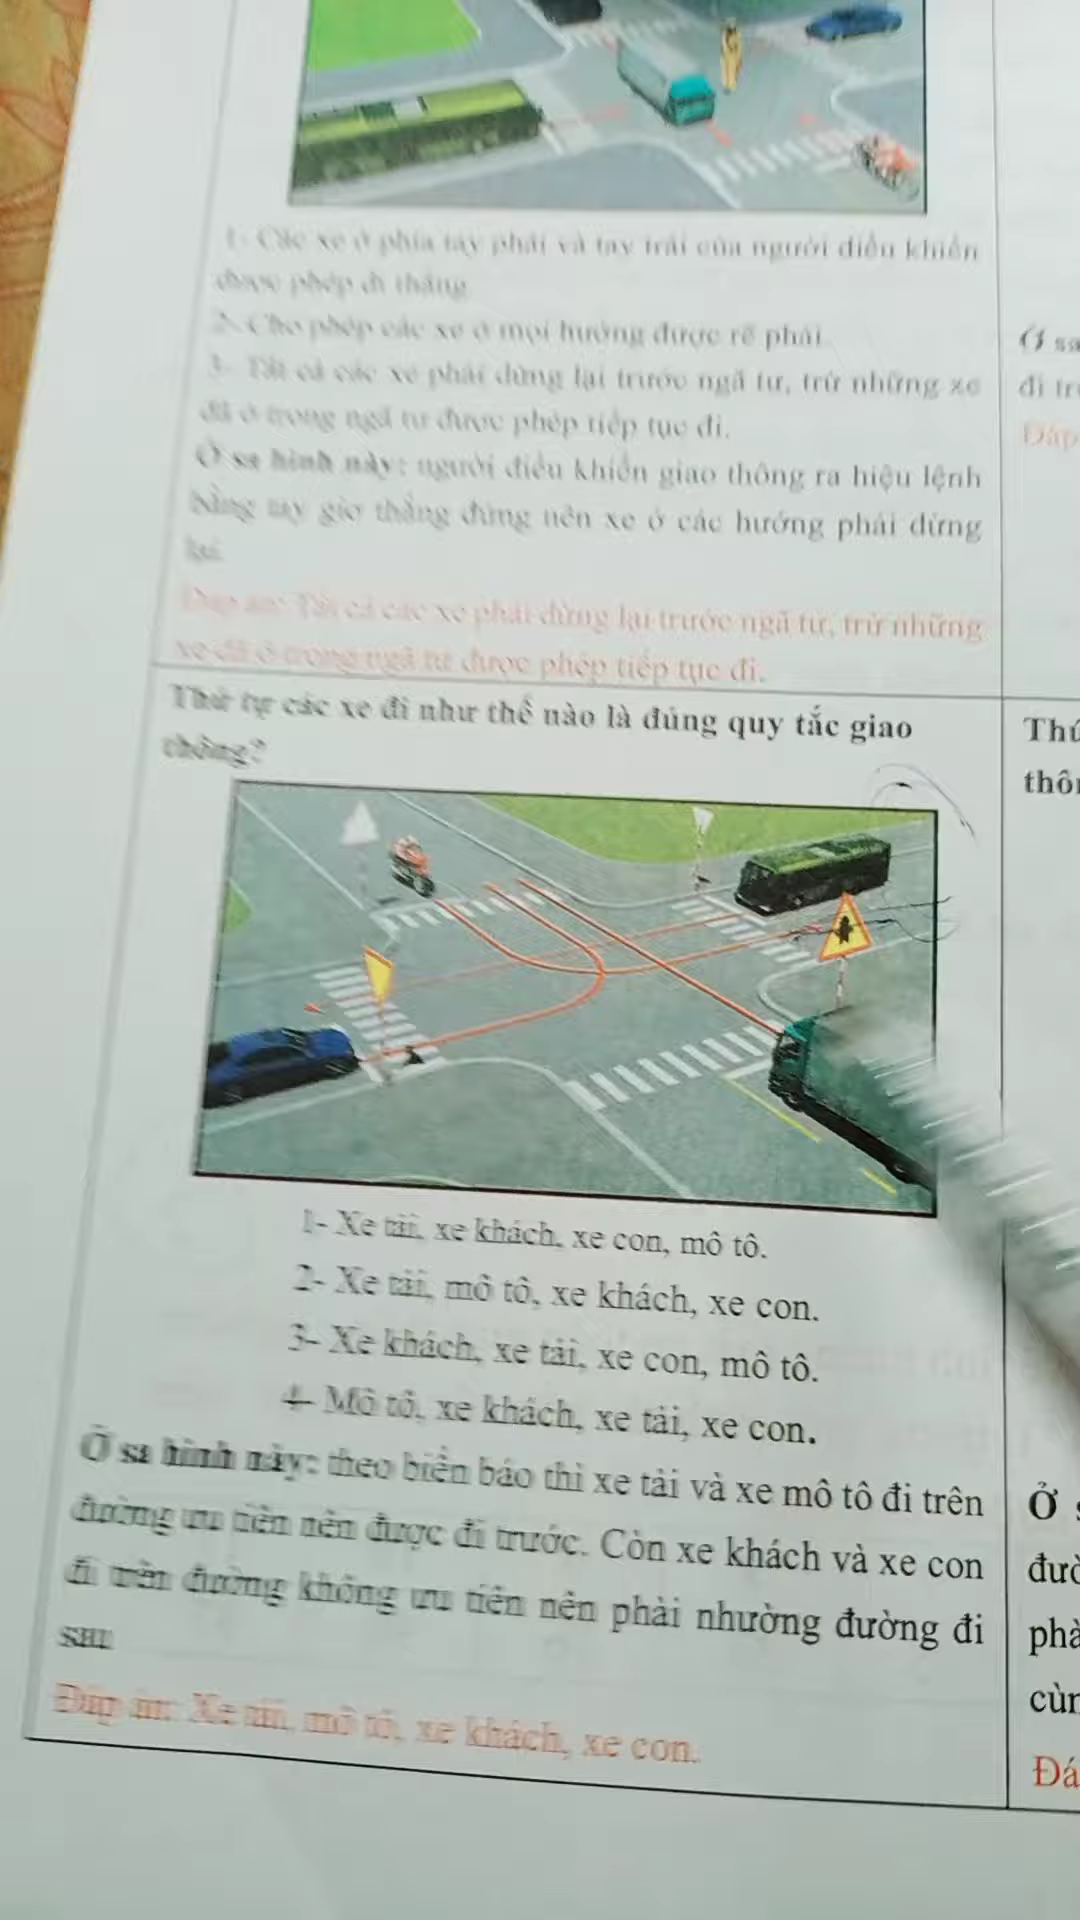 1- Các xe ở phía tay phải và tay trái của người điều khiển
được phép đi thẳng.
2- Cho phép các xe ở mọi hướng được rẽ phải.
3- Tất cả các xe phải dừng lại trước ngã tư, trừ những xe
đã ở trong ngã tư được phép tiếp tục đi.
Ở sa hình này: người điều khiển giao thông ra hiệu lệnh
bằng tay giơ thẳng đứng nên xe ở các hướng phải dừng
lại.
Đáp án: Tất cả các xe phải dừng lại trước ngã tư, trừ những
xe đã ở trong ngã tư được phép tiếp tục đi.
Thứ tự các xe đi như thế nào là đúng quy tắc giao
thông?
1- Xe tải, xe khách, xe con, mô tô.
2- Xe tải, mô tô, xe khách, xe con.
3- Xe khách, xe tải, xe con, mô tô.
4- Mô tô, xe khách, xe tải, xe con.
Ở sa hình này: theo biển báo thì xe tải và xe mô tô đi trên
đường ưu tiên nên được đi trước. Còn xe khách và xe con
đi trên đường không ưu tiên nên phải nhường đường đi
sau
Đáp án: Xe tải, mô tô, xe khách, xe con.
Ở sa
đi tr
Đáp
Thứ
thôn
Ở s
đườ
phả
cùn
Đá